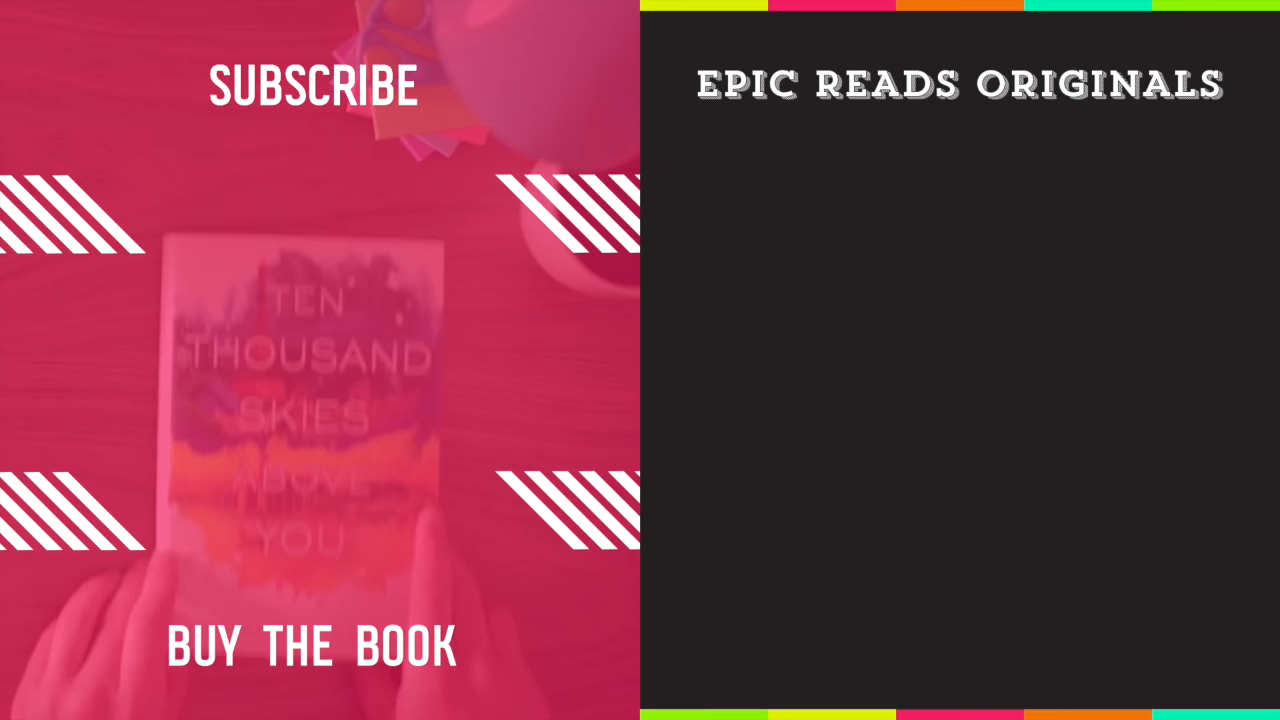 SUBSCRIBE
TEN
THOUSAND
SKIES
ABOVE
YOU
BUY THE BOOK
EPIC READS ORIGINALS